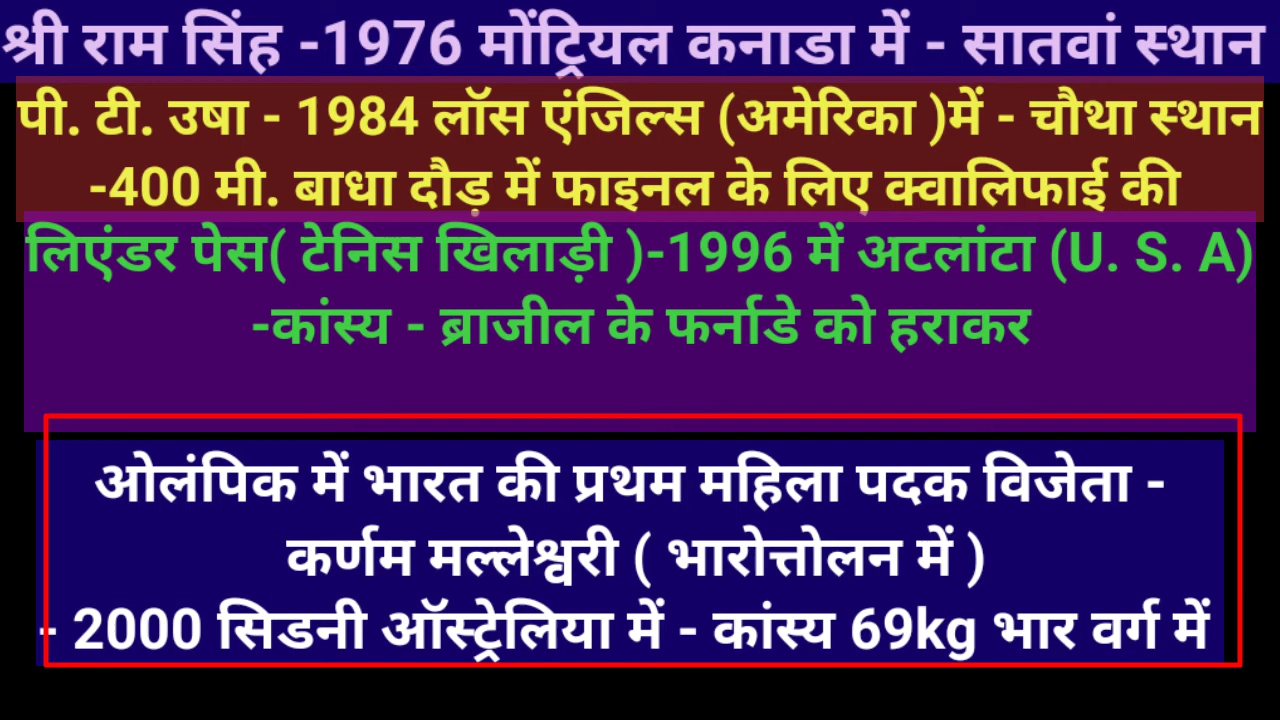 श्री राम सिंह -1976 मोंट्रियल कनाडा में - सातवां स्थान
पी. टी. उषा - 1984 लॉस एंजिल्स (अमेरिका )में - चौथा स्थान
-400 मी. बाधा दौड़ में फाइनल के लिए क्वालिफाई की
लिएंडर पेस( टेनिस खिलाड़ी )-1996 में अटलांटा (U. S. A)
-कांस्य - ब्राजील के फर्नाडे को हराकर
ओलंपिक में भारत की प्रथम महिला पदक विजेता -
कर्णम मल्लेश्वरी ( भारोत्तोलन में )
- 2000 सिडनी ऑस्ट्रेलिया में - कांस्य 69kg भार वर्ग में